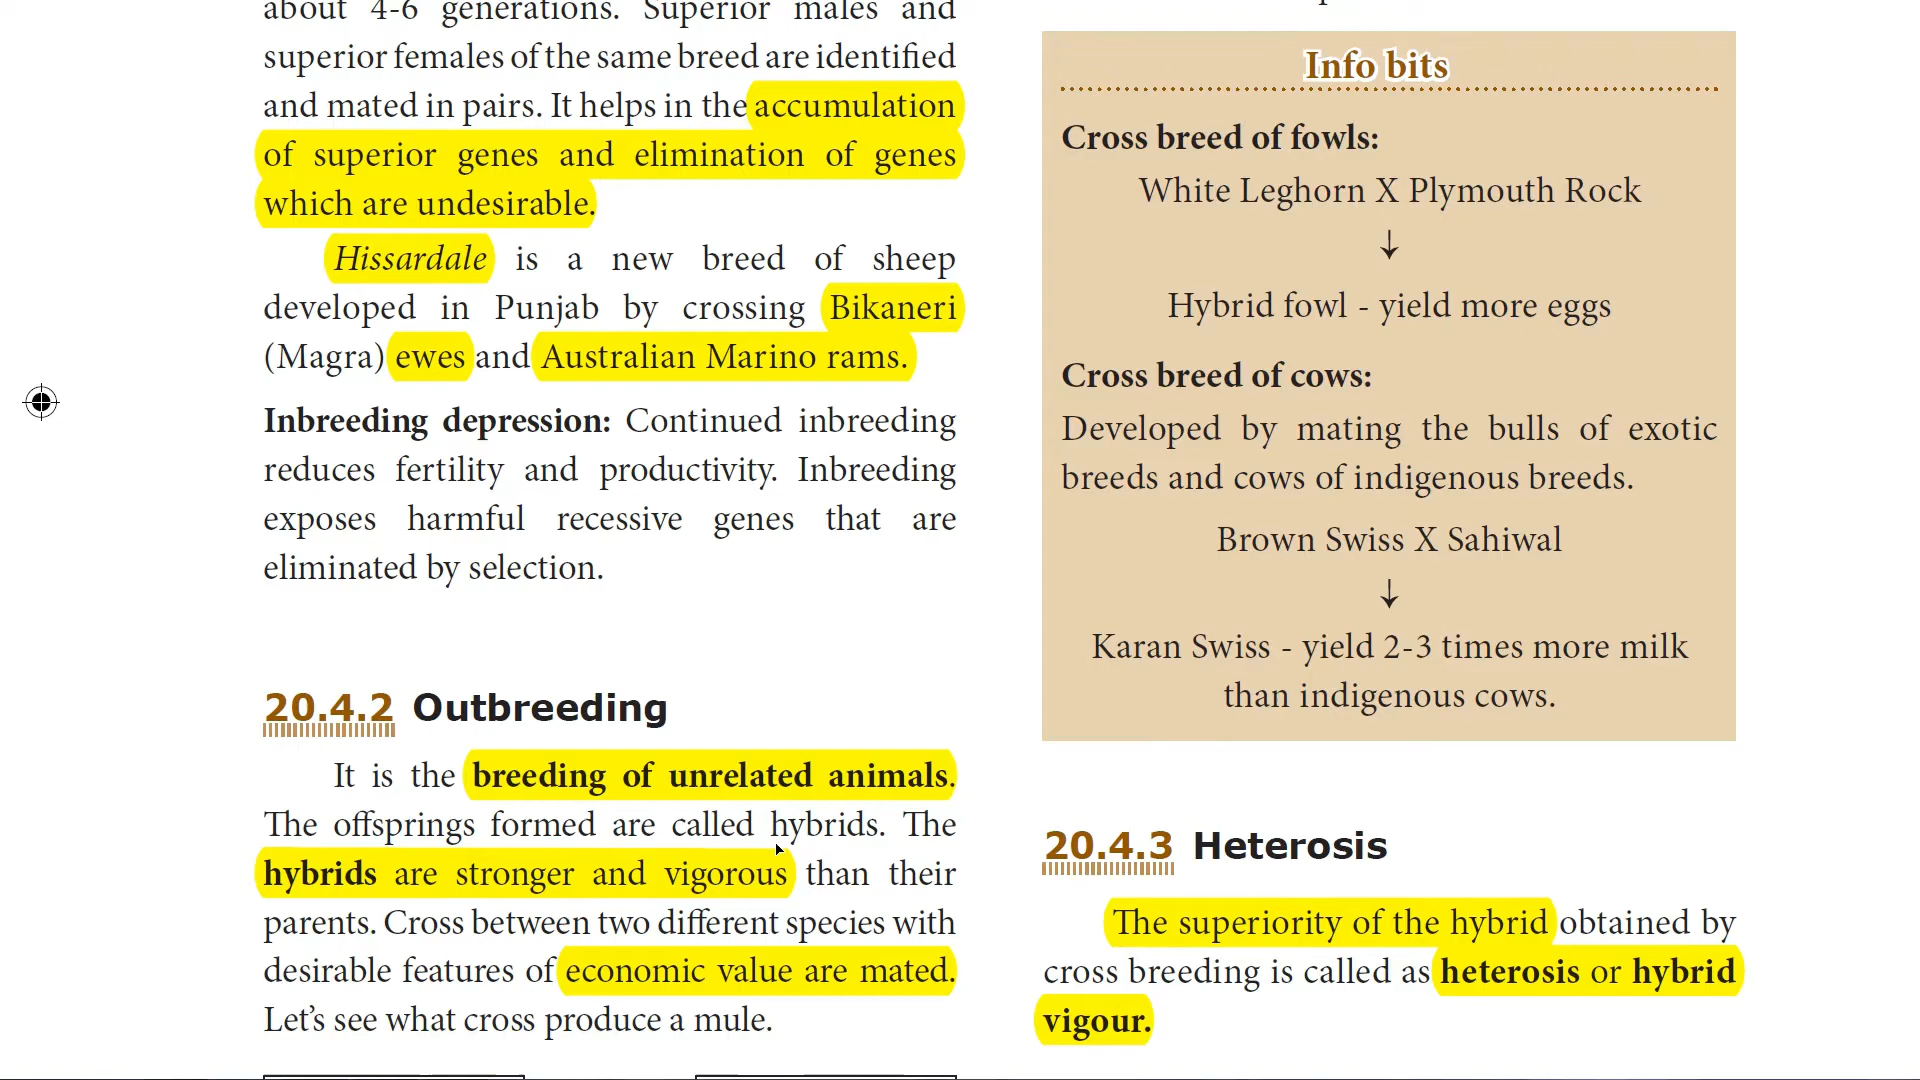 about 4-6 generations. Superior males and
superior females of the same breed are identified
and mated in pairs. It helps in the accumulation
of superior genes and elimination of genes
which are undesirable.
Hissardale is a new breed of sheep
developed in Punjab by crossing Bikaneri
(Magra) ewes and Australian Marino rams.
Inbreeding depression: Continued inbreeding
reduces fertility and productivity. Inbreeding
exposes harmful recessive genes that are
eliminated by selection.
20.4.2 Outbreeding
It is the breeding of unrelated animals.
The offsprings formed are called hybrids. The
hybrids are stronger and vigorous than their
parents. Cross between two different species with
desirable features of economic value are mated.
Let's see what cross produce a mule.
Info bits
Cross breed of fowls:
White Leghorn X Plymouth Rock
↓
Hybrid fowl - yield more eggs
Cross breed of cows:
Developed by mating the bulls of exotic
breeds and cows of indigenous breeds.
Brown Swiss X Sahiwal
↓
Karan Swiss - yield 2-3 times more milk
than indigenous cows.
20.4.3 Heterosis
The superiority of the hybrid obtained by
cross breeding is called as heterosis or hybrid
vigour.